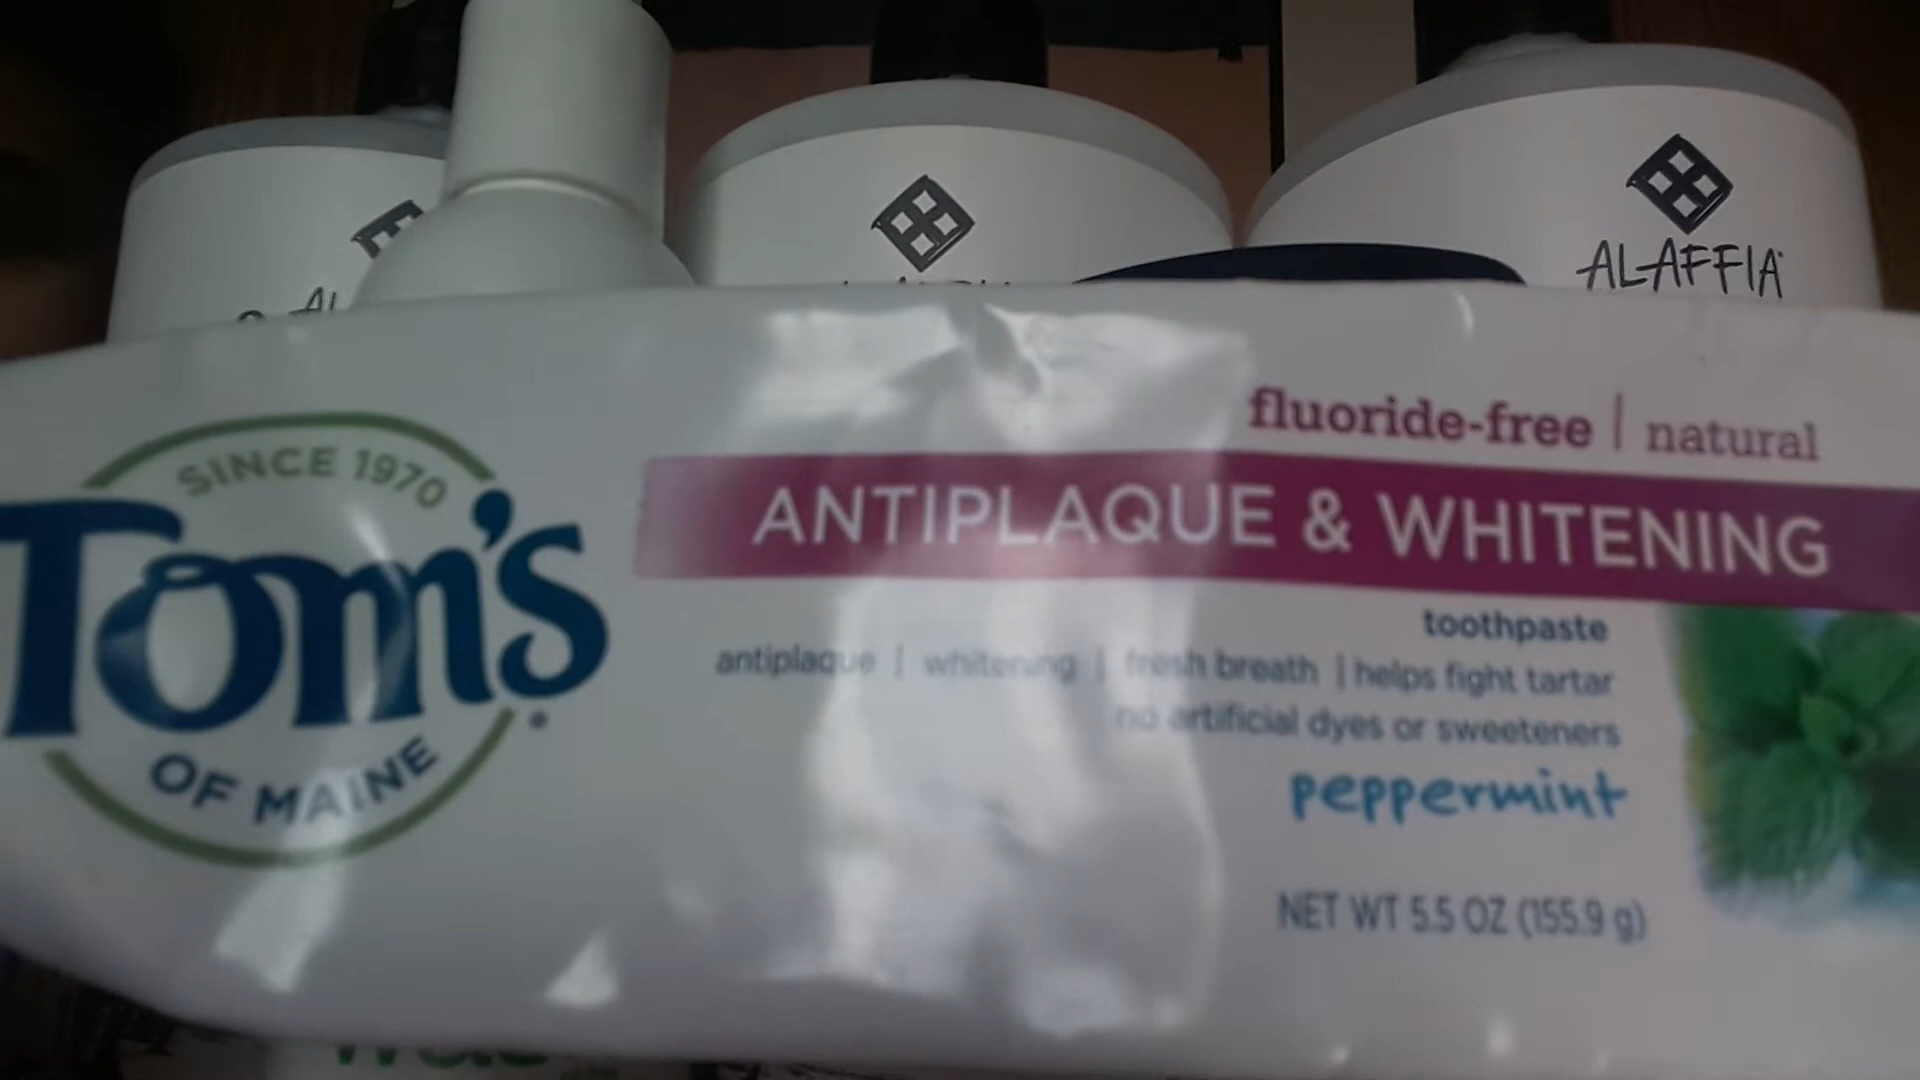 ALAFFIA
SINCE 1970
Tom's
OF MAINE
fluoride-free | natural
ANTIPLAQUE & WHITENING
toothpaste
antiplaque | whitening | fresh breath | helps fight tartar
no artificial dyes or sweeteners
peppermint
NET WT 5.5 OZ (155.9 g)